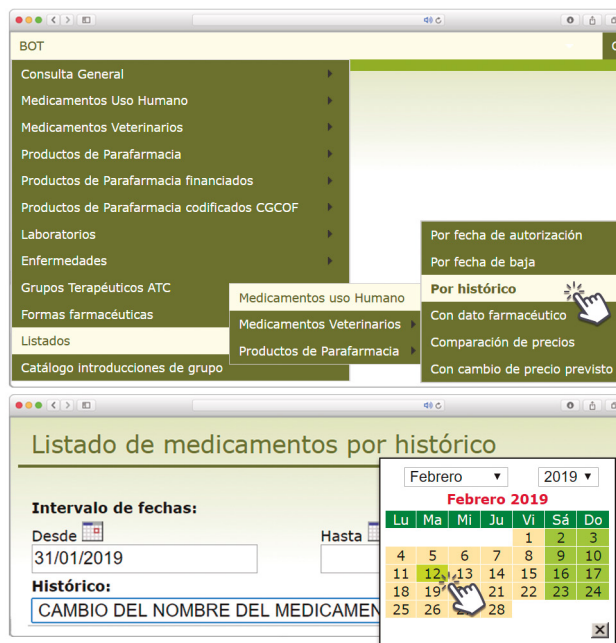 BOT
Consulta General
Medicamentos Uso Humano
Medicamentos Veterinarios
Productos de Parafarmacia
Productos de Parafarmacia financiados
Productos de Parafarmacia codificados CGCOF
Laboratorios
Enfermedades
Grupos Terapéuticos ATC
Formas farmacéuticas
Listados
Catálogo introducciones de grupo
Medicamentos uso Humano
Medicamentos Veterinarios
Productos de Parafarmacia
Por fecha de autorización
Por fecha de baja
Por histórico
Con dato farmacéutico
Comparación de precios
Con cambio de precio previsto
Listado de medicamentos por histórico
Intervalo de fechas:
Desde
Hasta
31/01/2019
Histórico:
CAMBIO DEL NOMBRE DEL MEDICAMEN
Febrero 2019
Febrero 2019
Lu Ma Mi Ju Vi Sá Do
1 2 3
4 5 6 7 8 9 10
11 12 13 14 15 16 17
18 19 21 22 23 24
25 26 28
X